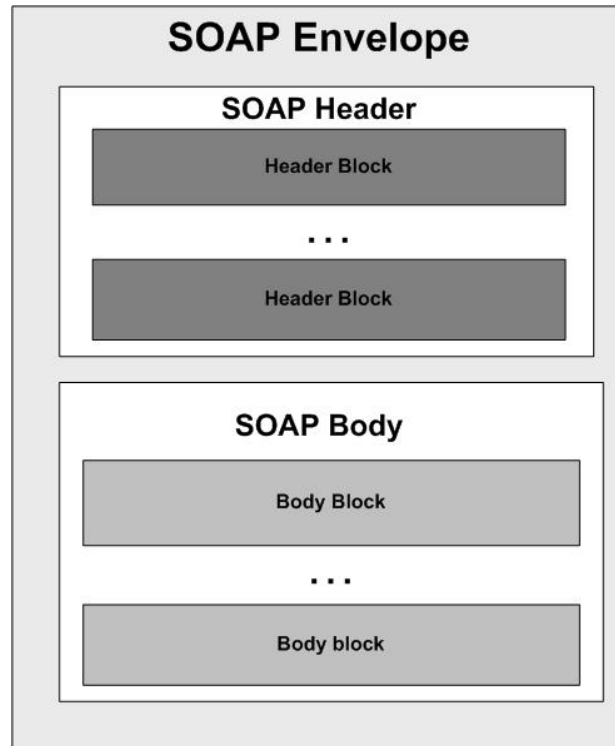 SOAP Envelope
SOAP Header
Header Block
...
Header Block
SOAP Body
Body Block
...
Body block